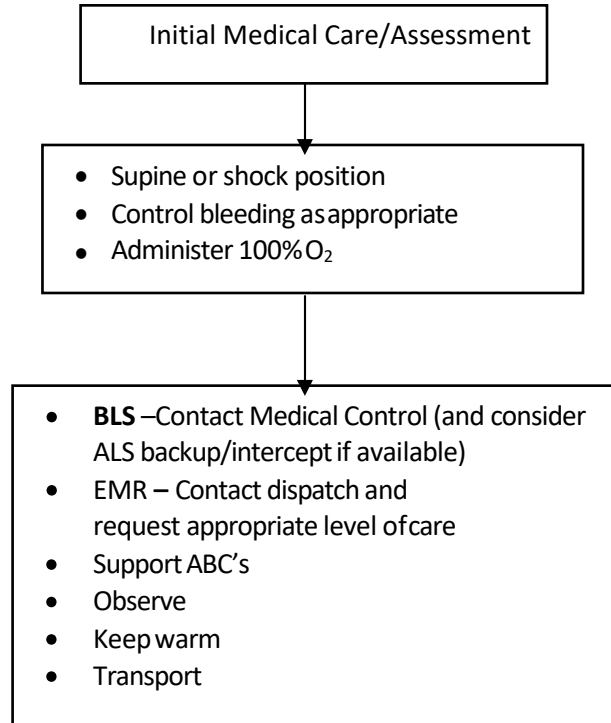 Initial Medical Care/Assessment
• Supine or shock position
• Control bleeding as appropriate
• Administer 100% O₂
• BLS –Contact Medical Control (and consider
ALS backup/intercept if available)
• EMR – Contact dispatch and
request appropriate level of care
• Support ABC's
• Observe
• Keep warm
• Transport